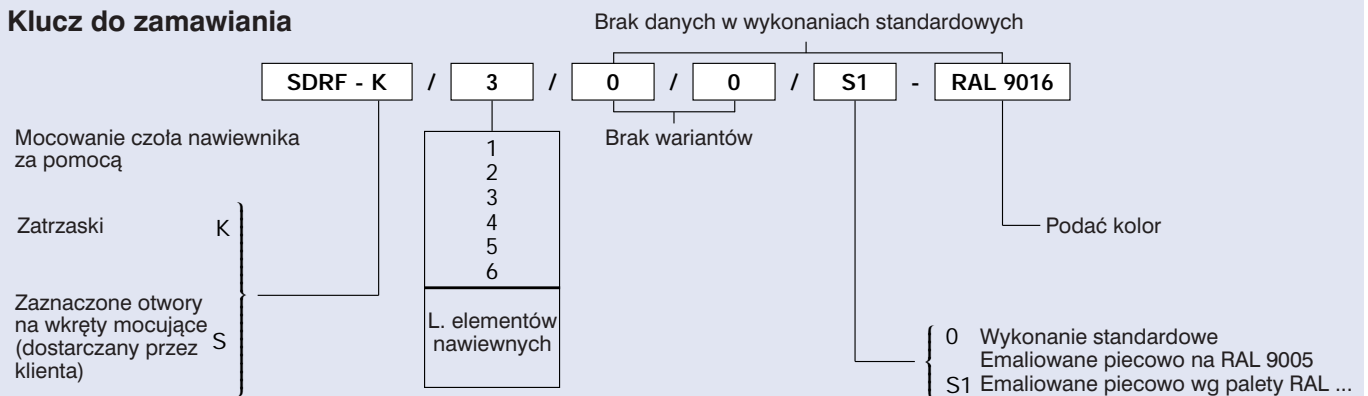 Klucz do zamawiania
Brak danych w wykonaniach standardowych
SDRF - K / 3 / 0 / 0 / S1 - RAL 9016
Mocowanie czoła nawiewnika
za pomocą
Brak wariantów
1
2
3
4
5
6
L. elementów
nawiewnych
Zatrzaski K
Zaznaczone otwory
na wkręty mocujące
(dostarczany przez
klienta)
S
Podać kolor
0 Wykonanie standardowe
Emaliowane piecowo na RAL 9005
S1 Emaliowane piecowo wg palety RAL ...